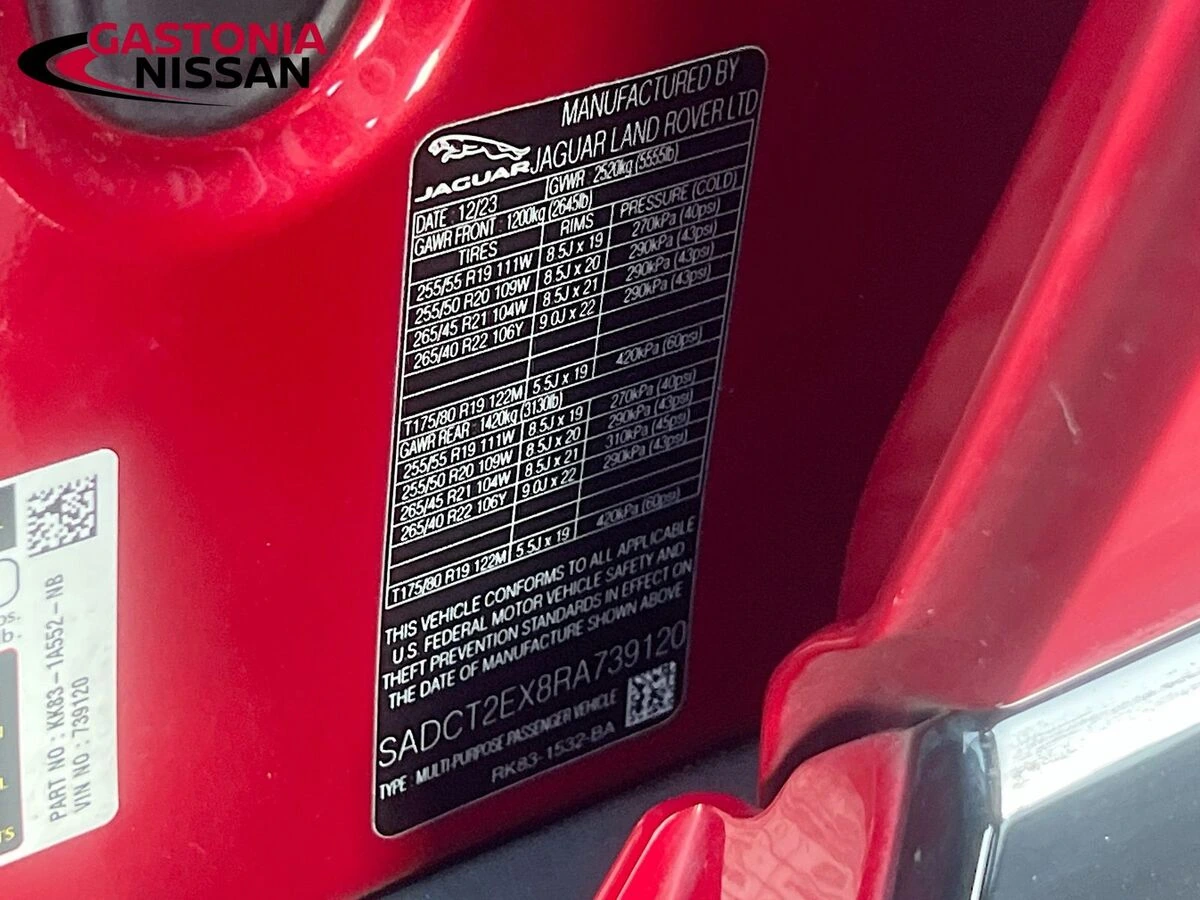 GASTONIA
NISSAN
MANUFACTURED BY
JAGUAR JAGUAR LAND ROVER LTD
DATE : 12/23 GVWR : 2520kg (5555lb)
GAWR FRONT : 1200kg (2645lb)
TIRES RIMS PRESSURE (COLD)
255/55 R19 111W 8.5J x 19 270kPa (40psi)
255/50 R20 109W 8.5J x 20 290kPa (43psi)
265/45 R21 104W 8.5J x 21 290kPa (43psi)
265/40 R22 106Y 9.0J x 22 290kPa (43psi)
T175/80 R19 122M 5.5J x 19 420kPa (60psi)
GAWR REAR : 1420kg (3130lb)
255/55 R19 111W 8.5J x 19 270kPa (40psi)
255/50 R20 109W 8.5J x 20 290kPa (43psi)
265/45 R21 104W 8.5J x 21 310kPa (45psi)
265/40 R22 106Y 9.0J x 22 290kPa (43psi)
T175/80 R19 122M 5.5J x 19 420kPa (60psi)
THIS VEHICLE CONFORMS TO ALL APPLICABLE
U.S. FEDERAL MOTOR VEHICLE SAFETY AND
THEFT PREVENTION STANDARDS IN EFFECT ON
THE DATE OF MANUFACTURE SHOWN ABOVE
SADCT2EX8RA739120
TYPE : MULTI-PURPOSE PASSENGER VEHICLE
RK83-1532-BA
PART NO : KK83-1A552-NB
VIN NO : 739120